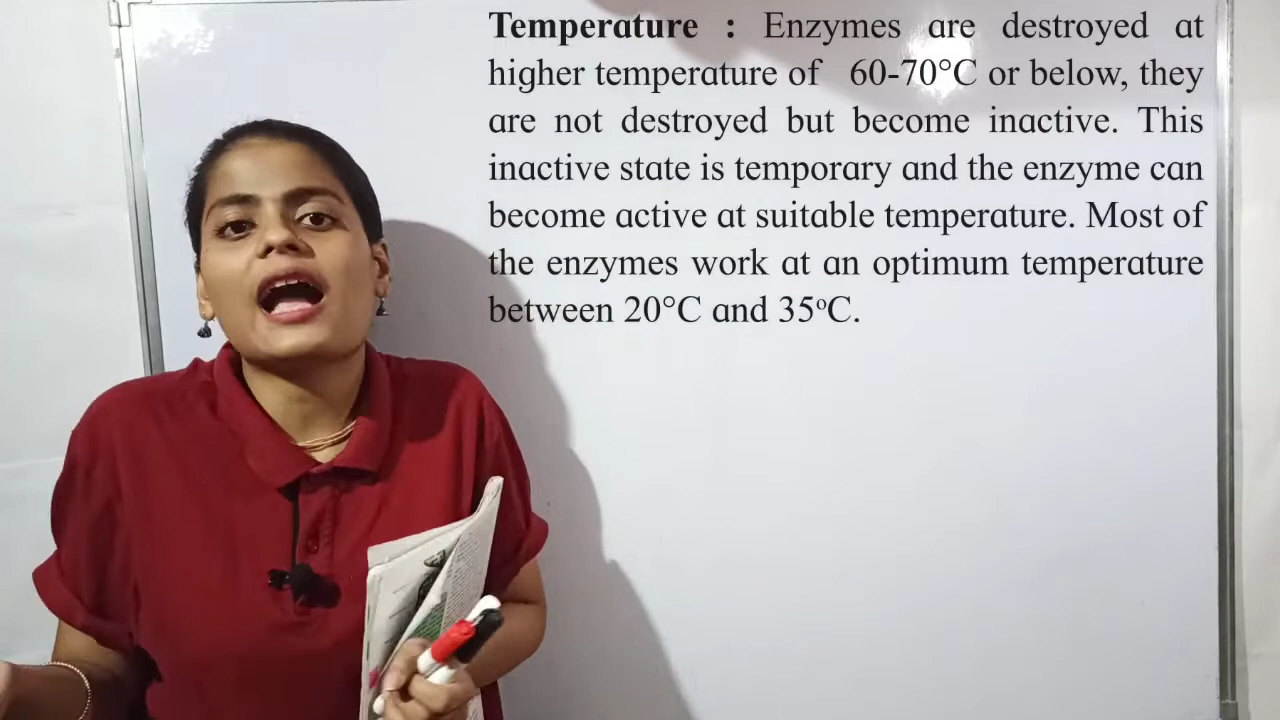 Temperature : Enzymes are destroyed at
higher temperature of 60-70°C or below, they
are not destroyed but become inactive. This
inactive state is temporary and the enzyme can
become active at suitable temperature. Most of
the enzymes work at an optimum temperature
between 20°C and 35°C.